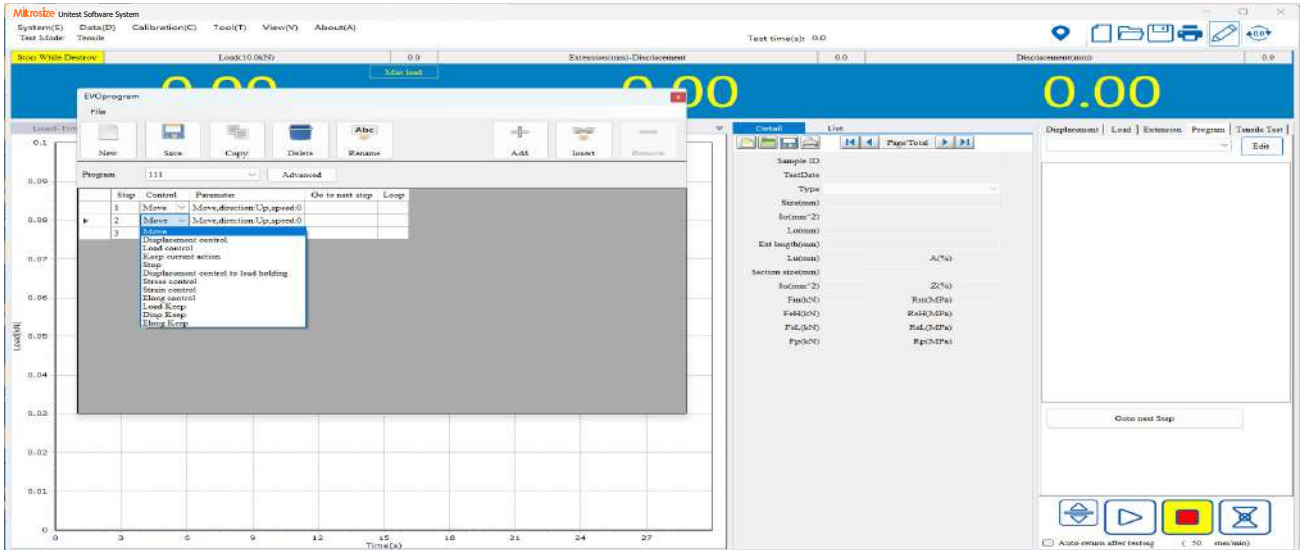 Mikrosize Unitest Software System
System(S) Data(D) Calibration(C) Tool(T) View(V) About(A)
Test Mode: Tensile
Test time(s): 0.0
Stop While Destroy Load(10.0kN) 0.0 Extension(mm)-Displacement 0.0 Displacement(mm) 0.0
Max load
0.00 0.00 0.00
EVOprogram
File
New Save Copy Delete Rename Add Insert Remove
Abc
Program 111 Advanced
Step Control Parameter Go to next step Loop
1 Move Move,direction:Up,speed:0
2 Move Move,direction:Up,speed:0
3
Move
Displacement control
Load control
Keep current action
Stop
Displacement control to load holding
Stress control
Strain control
Elong control
Load Keep
Disp Keep
Elong Keep
Load(kN)
0.1
0.09
0.08
0.07
0.06
0.05
0.04
0.03
0.02
0.01
0
0 3 6 9 12 15 18 21 24 27
Time(s)
Detail List
Page/Total
Sample ID
TestDate
Type
Size(mm)
So(mm^2)
Lo(mm)
Ext length(mm)
Lu(mm) A(%)
Section size(mm)
Su(mm^2) Z(%)
Fm(kN) Rm(MPa)
FeH(kN) ReH(MPa)
FeL(kN) ReL(MPa)
Fp(kN) Rp(MPa)
Displacement Load Extension Program Tensile Test
Edit
Goto next Step
Auto return after testing ( 50 mm/min)